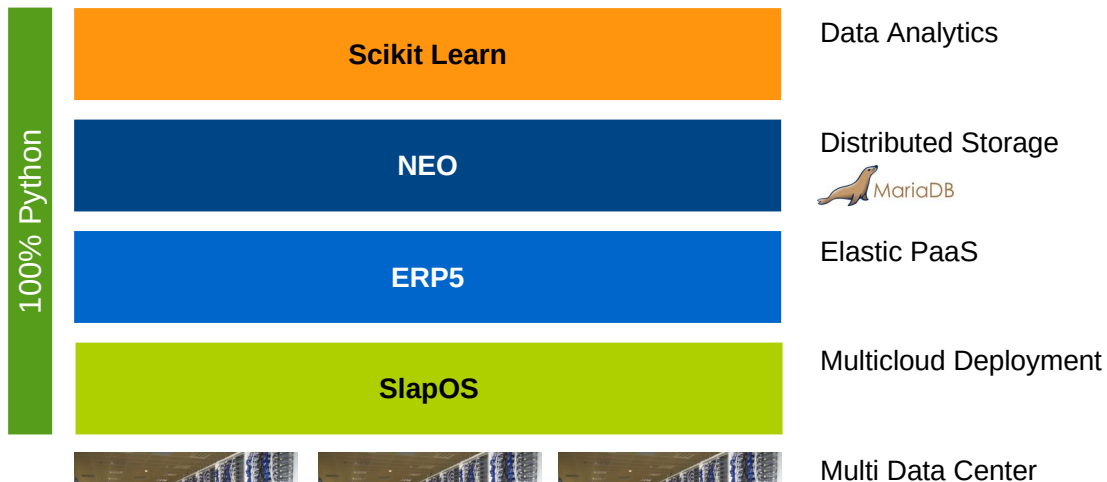 100% Python
Scikit Learn
Data Analytics
NEO
Distributed Storage
MariaDB
ERP5
Elastic PaaS
SlapOS
Multicloud Deployment
Multi Data Center